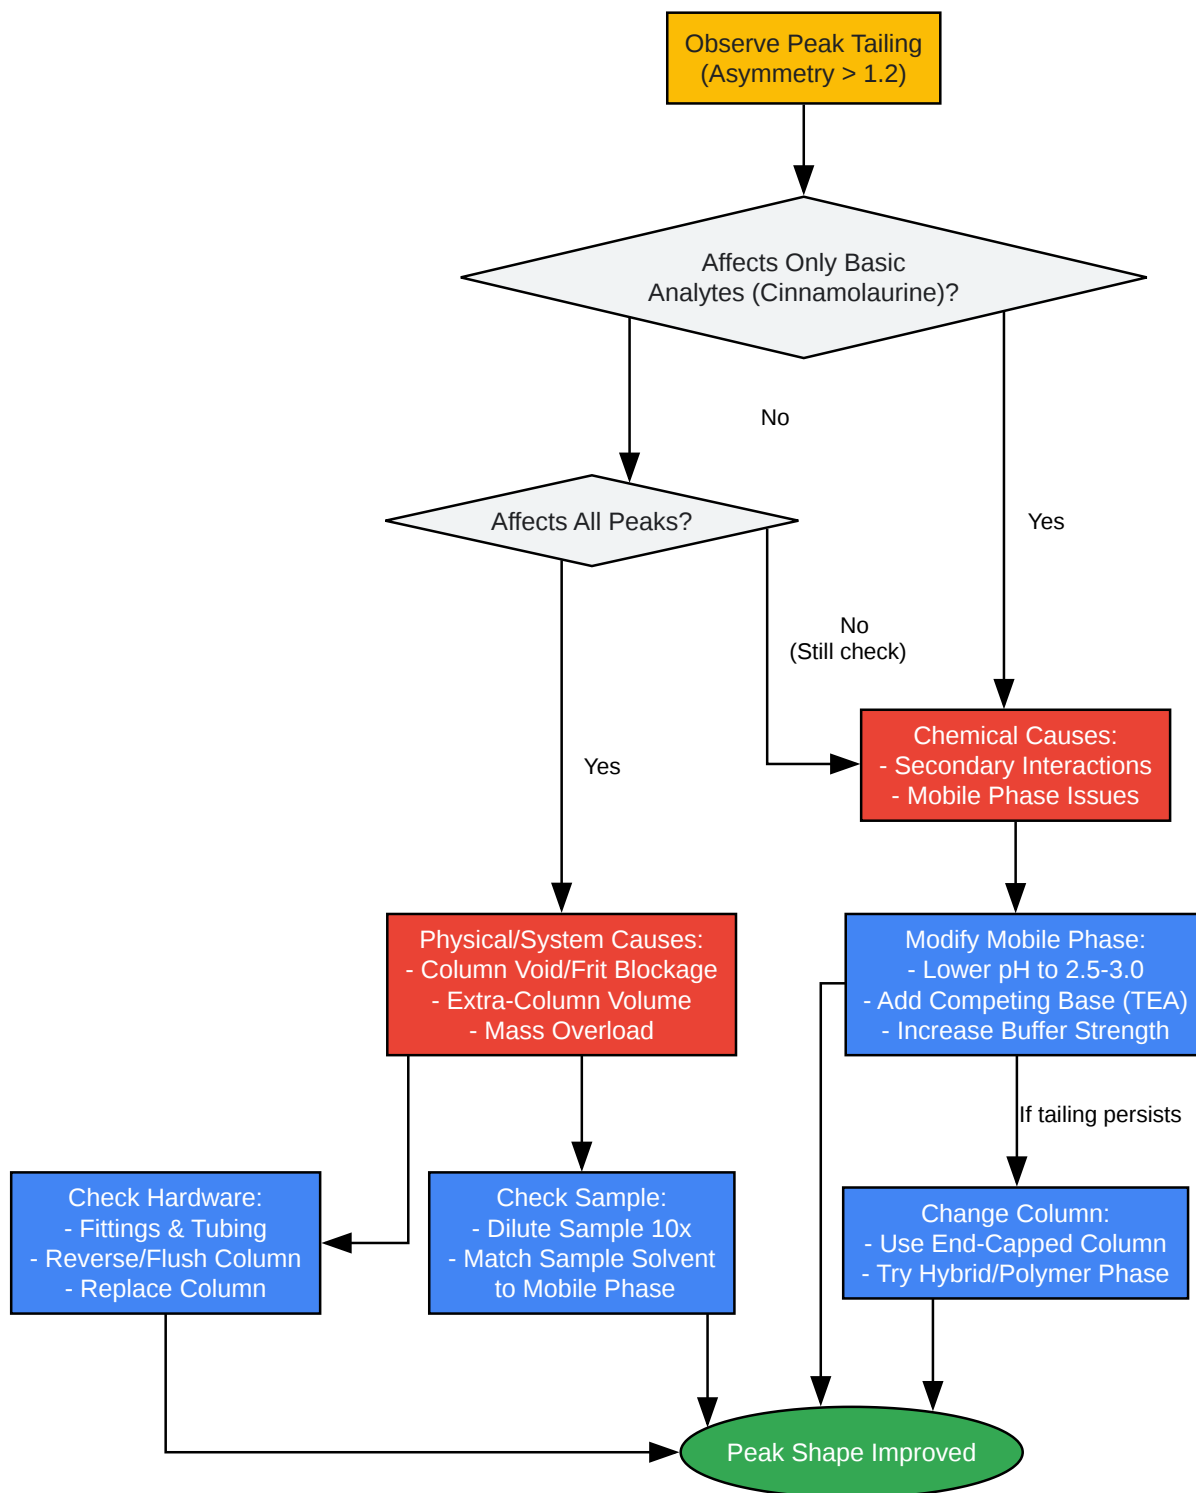 Observe Peak Tailing
(Asymmetry > 1.2)
Affects Only Basic
Analytes (Cinnamolaurine)?
No
Affects All Peaks?
Yes
No
(Still check)
Chemical Causes:
- Secondary Interactions
- Mobile Phase Issues
Yes
Physical/System Causes:
- Column Void/Frit Blockage
- Extra-Column Volume
- Mass Overload
Modify Mobile Phase:
- Lower pH to 2.5-3.0
- Add Competing Base (TEA)
- Increase Buffer Strength
If tailing persists
Check Hardware:
- Fittings & Tubing
- Reverse/Flush Column
- Replace Column
Check Sample:
- Dilute Sample 10x
- Match Sample Solvent
to Mobile Phase
Change Column:
- Use End-Capped Column
- Try Hybrid/Polymer Phase
Peak Shape Improved